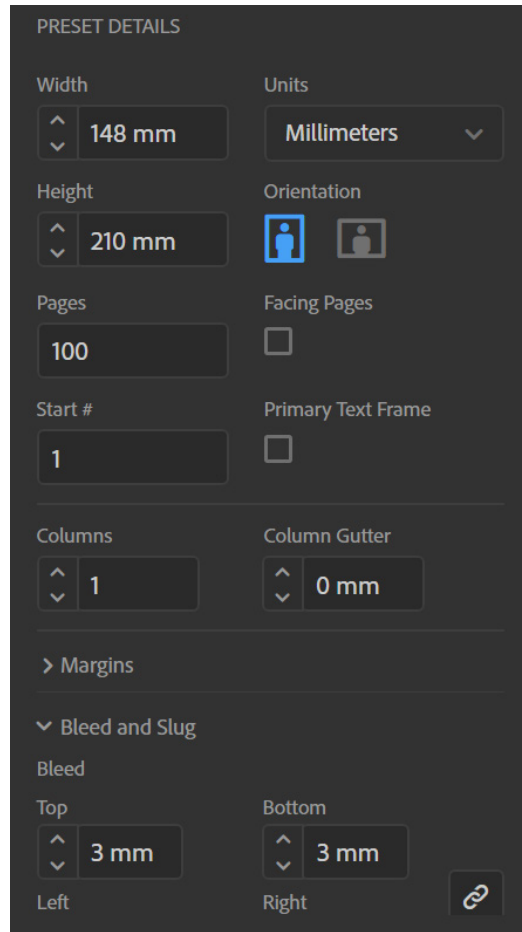 PRESET DETAILS
Width Units
148 mm Millimeters
Height Orientation
210 mm
Pages Facing Pages
100
Start # Primary Text Frame
1
Columns Column Gutter
1 0 mm
Margins
Bleed and Slug
Bleed
Top Bottom
3 mm 3 mm
Left Right